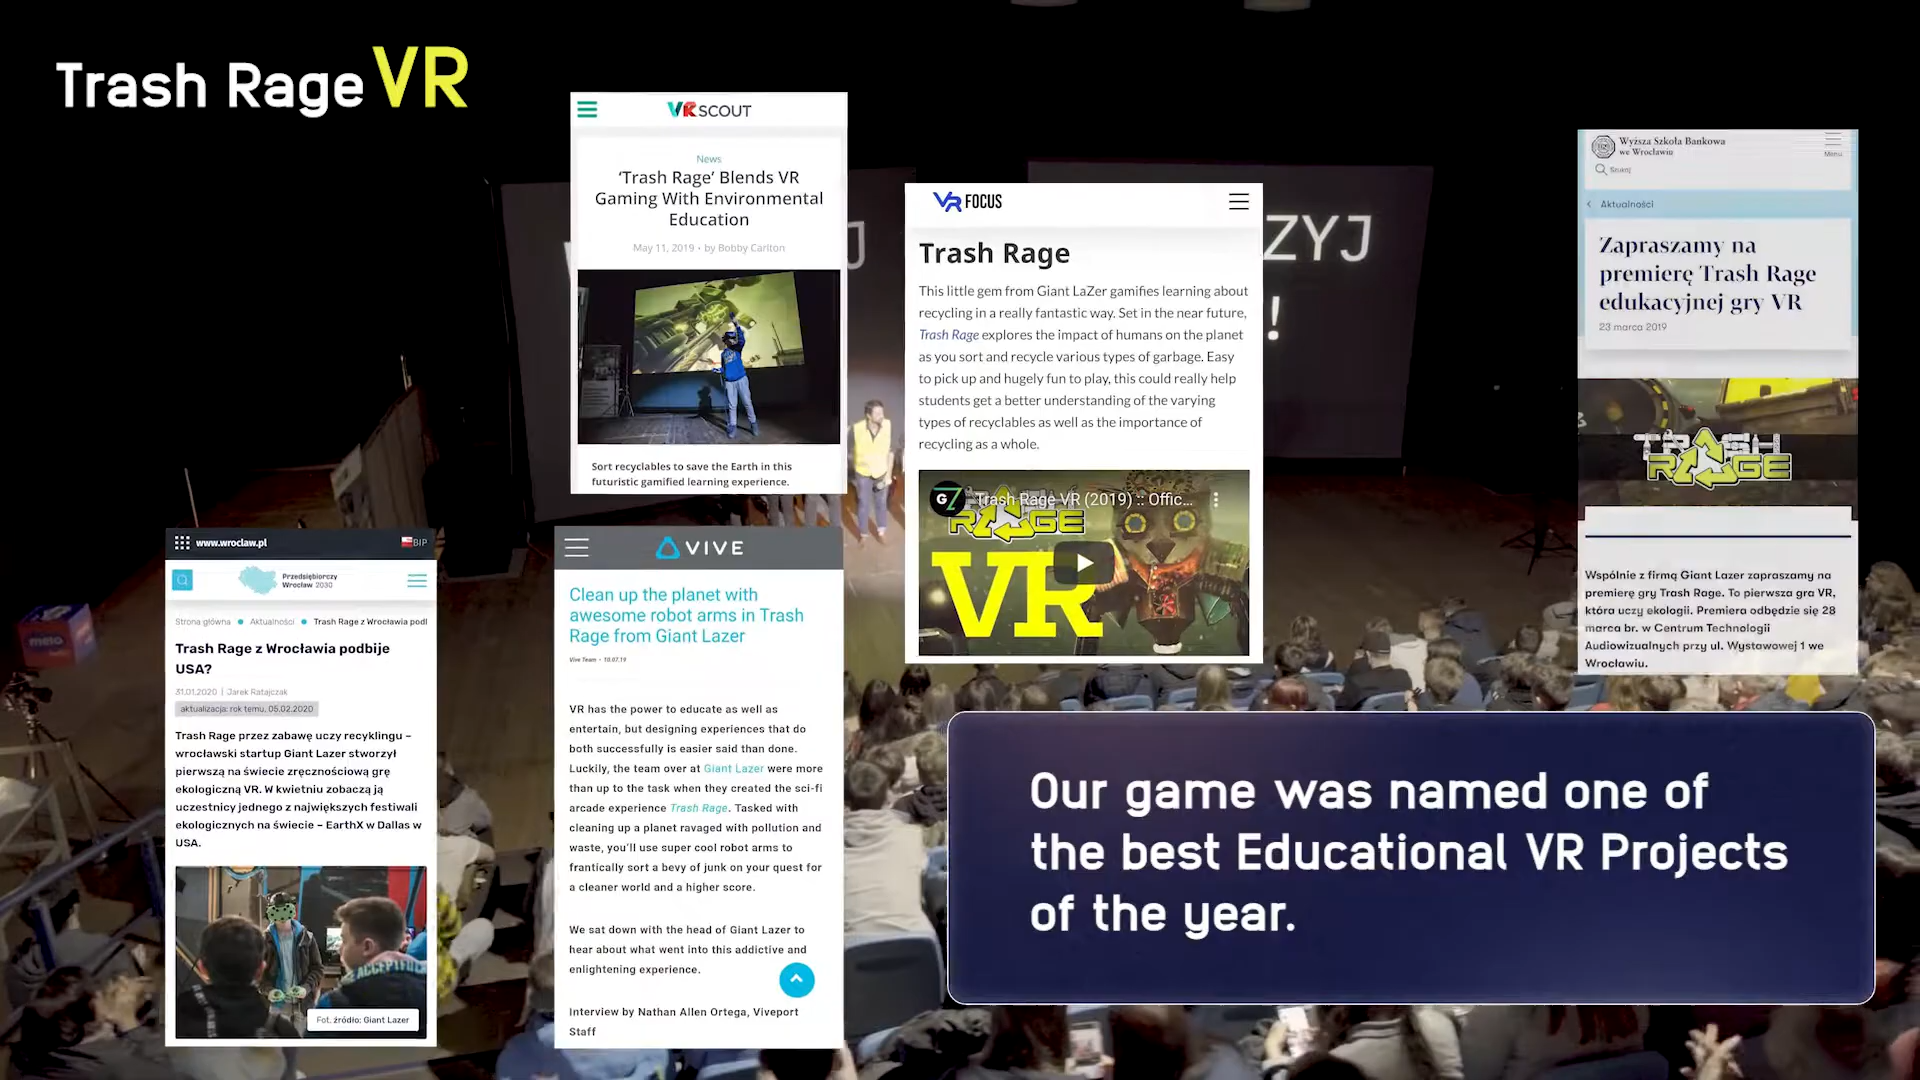 Trash Rage VR
VRSCOUT
News
‘Trash Rage’ Blends VR
Gaming With Environmental
Education
May 11, 2019 • by Bobby Carlton
Sort recyclables to save the Earth in this
futuristic gamified learning experience.
VR FOCUS
Trash Rage
This little gem from Giant LaZer gamifies learning about
recycling in a really fantastic way. Set in the near future,
Trash Rage explores the impact of humans on the planet
as you sort and recycle various types of garbage. Easy
to pick up and hugely fun to play, this could really help
students get a better understanding of the varying
types of recyclables as well as the importance of
recycling as a whole.
GZ
Trash Rage VR (2019) :: Offic...
RAGE
VR
ZYJ
!
Wyższa Szkoła Bankowa
we Wrocławiu
Menu
Szukaj
Aktualności
Zapraszamy na
premierę Trash Rage
edukacyjnej gry VR
23 marca 2019
TRASH
RAGE
Wspólnie z firmą Giant Lazer zapraszamy na
premierę gry Trash Rage. To pierwsza gra VR,
która uczy ekologii. Premiera odbędzie się 28
marca br. w Centrum Technologii
Audiowizualnych przy ul. Wystawowej 1 we
Wrocławiu.
www.wroclaw.pl
BIP
Przedsiębiorczy
Wrocław 2030
Strona główna • Aktualności • Trash Rage z Wrocławia podl
Trash Rage z Wrocławia podbije
USA?
31.01.2020 | Jarek Ratajczak
aktualizacja: rok temu, 05.02.2020
Trash Rage przez zabawę uczy recyklingu –
wrocławski startup Giant Lazer stworzył
pierwszą na świecie zręcznościową grę
ekologiczną VR. W kwietniu zobaczą ją
uczestnicy jednego z największych festiwali
ekologicznych na świecie – EarthX w Dallas w
USA.
Fot. źródło: Giant Lazer
VIVE
Clean up the planet with
awesome robot arms in Trash
Rage from Giant Lazer
Vive Team • 10.07.19
VR has the power to educate as well as
entertain, but designing experiences that do
both successfully is easier said than done.
Luckily, the team over at Giant Lazer were more
than up to the task when they created the sci-fi
arcade experience Trash Rage. Tasked with
cleaning up a planet ravaged with pollution and
waste, you'll use super cool robot arms to
frantically sort a bevy of junk on your quest for
a cleaner world and a higher score.
We sat down with the head of Giant Lazer to
hear about what went into this addictive and
enlightening experience.
Interview by Nathan Allen Ortega, Viveport
Staff
Our game was named one of
the best Educational VR Projects
of the year.